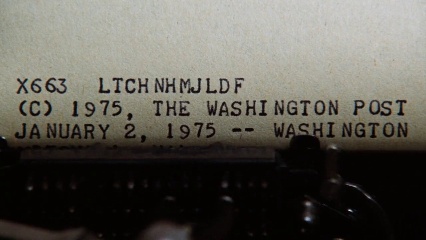 X663 LTCHNHMJLDF
(C) 1975, THE WASHINGTON POST
JANUARY 2, 1975 -- WASHINGTON